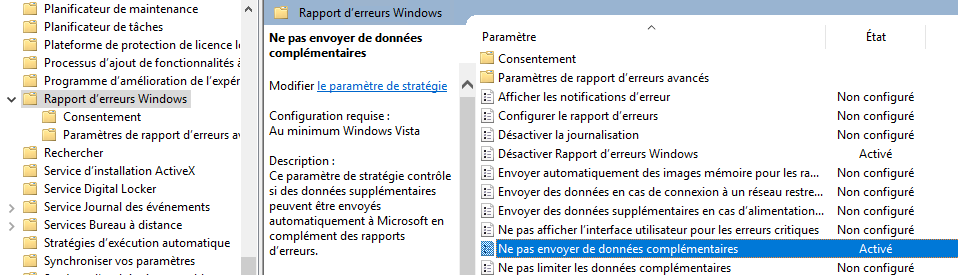 Planificateur de maintenance
Planificateur de tâches
Plateforme de protection de licence l
Processus d'ajout de fonctionnalités à
Programme d'amélioration de l'expér
Rapport d'erreurs Windows
Consentement
Paramètres de rapport d'erreurs av
Rechercher
Service d'installation ActiveX
Service Digital Locker
Service Journal des événements
Services Bureau à distance
Stratégies d'exécution automatique
Synchroniser vos paramètres
Rapport d'erreurs Windows
Ne pas envoyer de données
complémentaires
Modifier le paramètre de stratégie
Configuration requise :
Au minimum Windows Vista
Description :
Ce paramètre de stratégie contrôle
si des données supplémentaires
peuvent être envoyés
automatiquement à Microsoft en
complément des rapports
d'erreurs.
Paramètre État
Consentement
Paramètres de rapport d'erreurs avancés
Afficher les notifications d'erreur Non configuré
Configurer le rapport d'erreurs Non configuré
Désactiver la journalisation Non configuré
Désactiver Rapport d'erreurs Windows Activé
Envoyer automatiquement des images mémoire pour les ra... Non configuré
Envoyer des données en cas de connexion à un réseau restre... Non configuré
Envoyer des données supplémentaires en cas d'alimentation... Non configuré
Ne pas afficher l'interface utilisateur pour les erreurs critiques Non configuré
Ne pas envoyer de données complémentaires Activé
Ne pas limiter les données complémentaires Non configuré